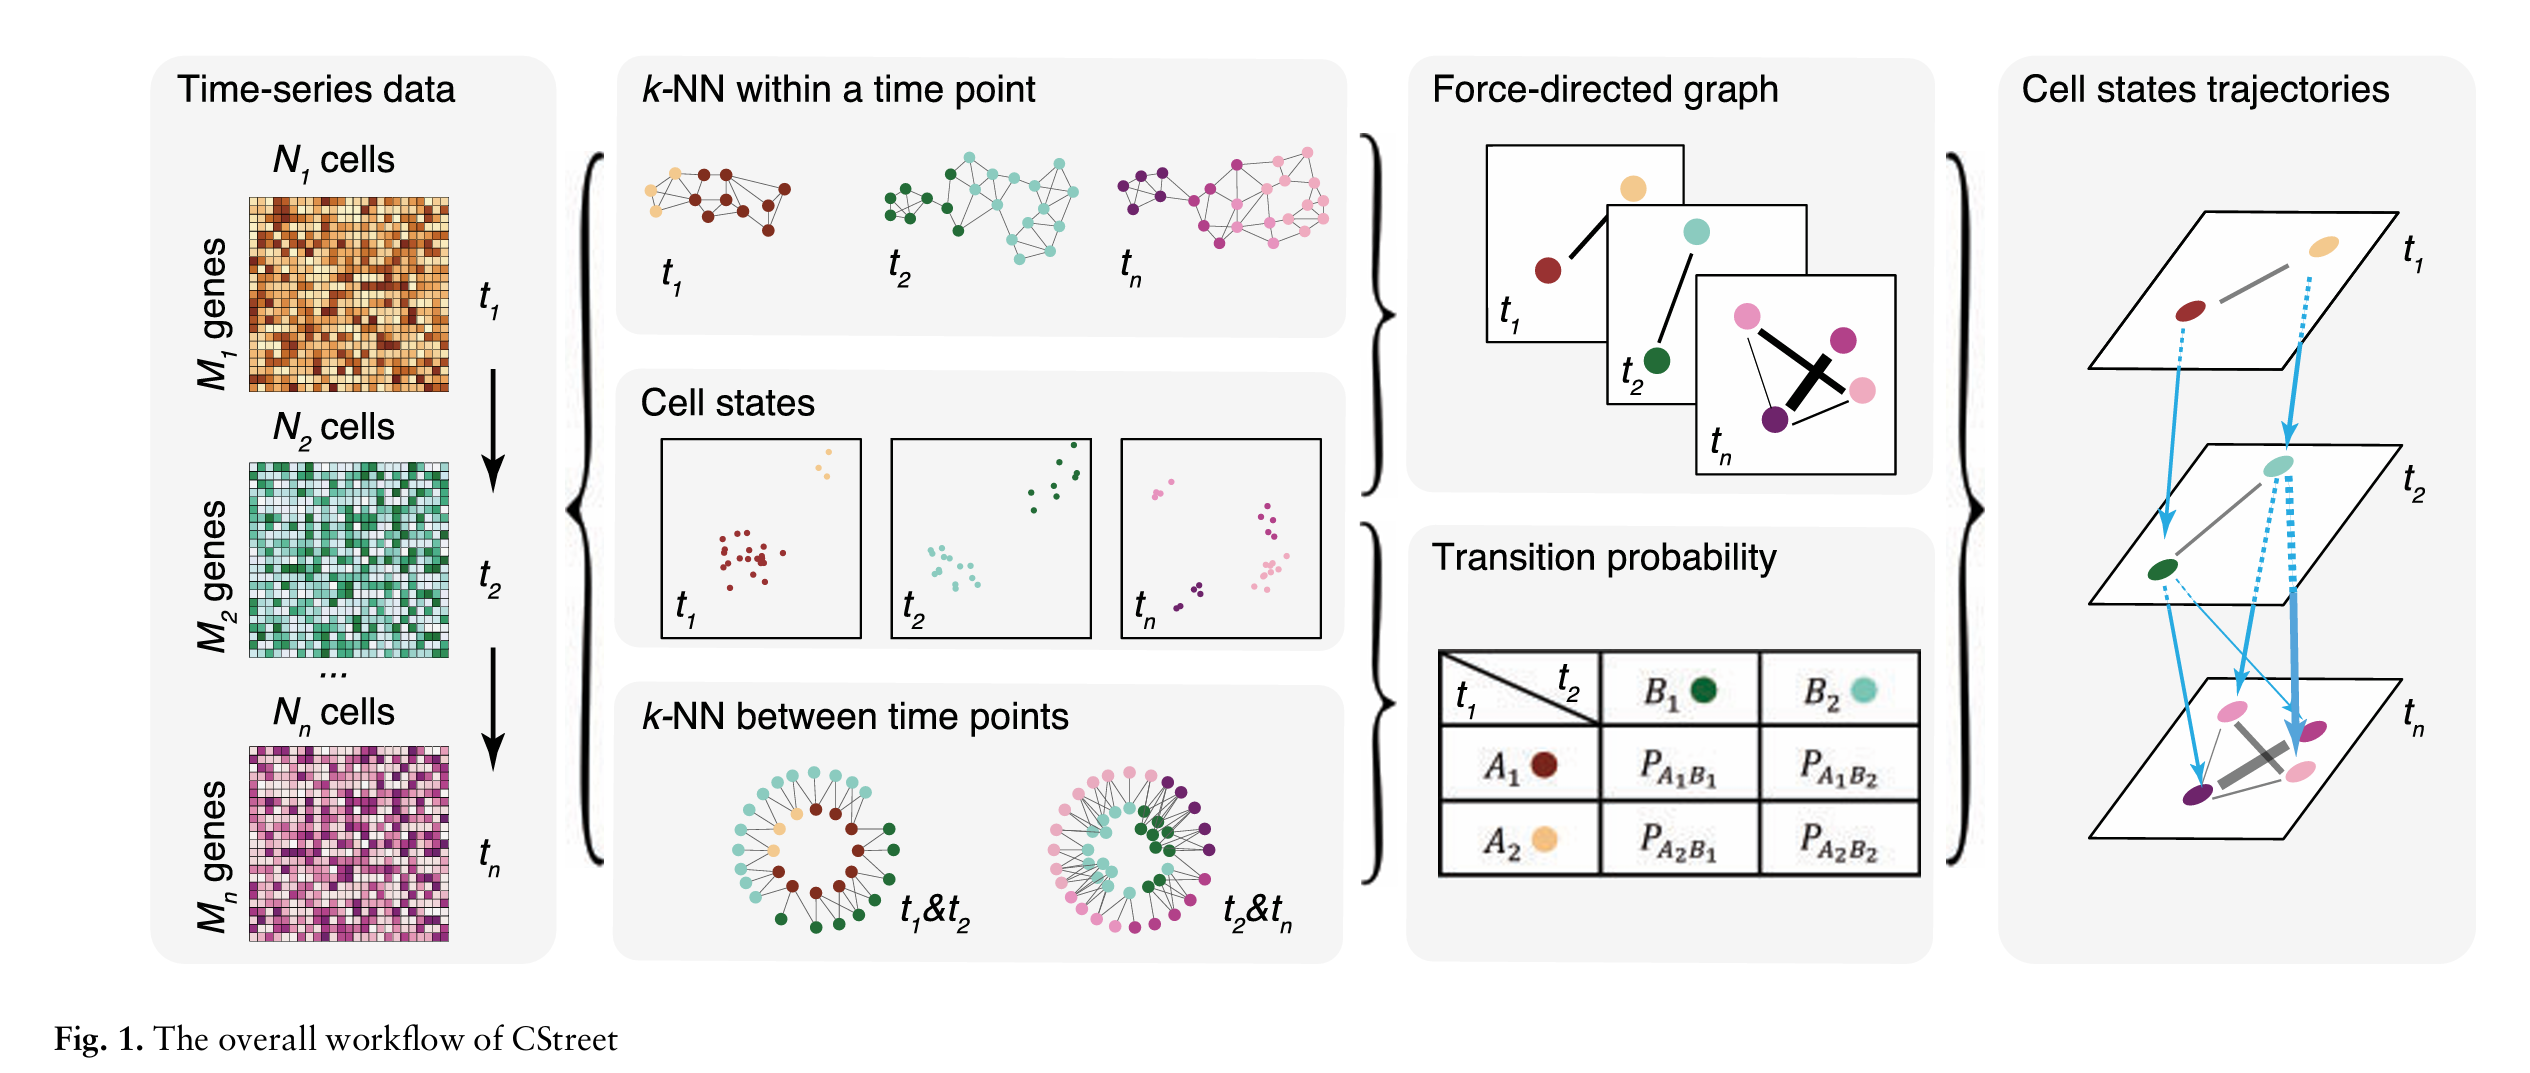 Time-series data
N1 cells
M1 genes
t1
N2 cells
M2 genes
t2
...
Nn cells
Mn genes
tn
k-NN within a time point
t1
t2
tn
Cell states
t1
t2
tn
k-NN between time points
t1&t2
t2&tn
Force-directed graph
t1
t2
tn
Transition probability
t1 t2 B1 B2
A1 PA1B1 PA1B2
A2 PA2B1 PA2B2
Cell states trajectories
t1
t2
tn
Fig. 1. The overall workflow of CStreet